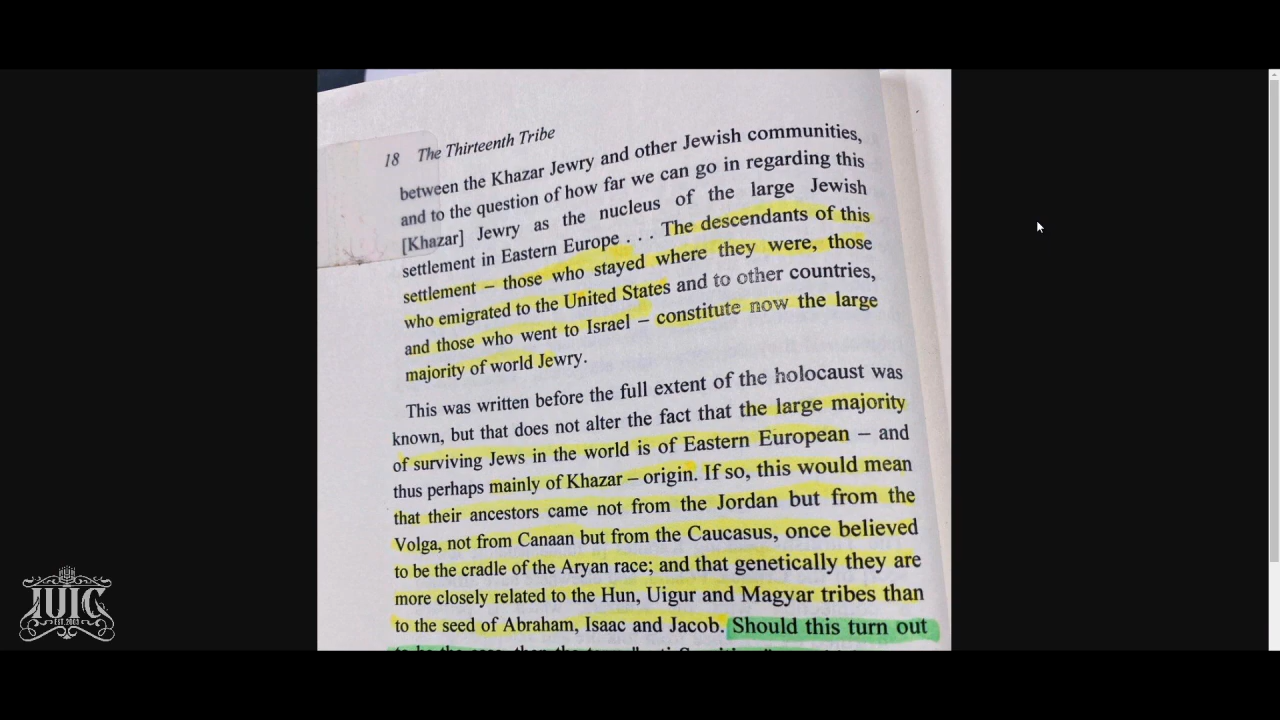 18 The Thirteenth Tribe
between the Khazar Jewry and other Jewish communities,
and to the question of how far we can go in regarding this
[Khazar] Jewry as the nucleus of the large Jewish
settlement in Eastern Europe . . . The descendants of this
settlement – those who stayed where they were, those
who emigrated to the United States and to other countries,
and those who went to Israel – constitute now the large
majority of world Jewry.
This was written before the full extent of the holocaust was
known, but that does not alter the fact that the large majority
of surviving Jews in the world is of Eastern European – and
thus perhaps mainly of Khazar – origin. If so, this would mean
that their ancestors came not from the Jordan but from the
Volga, not from Canaan but from the Caucasus, once believed
to be the cradle of the Aryan race; and that genetically they are
more closely related to the Hun, Uigur and Magyar tribes than
to the seed of Abraham, Isaac and Jacob. Should this turn out
IUIC
EST. 2003